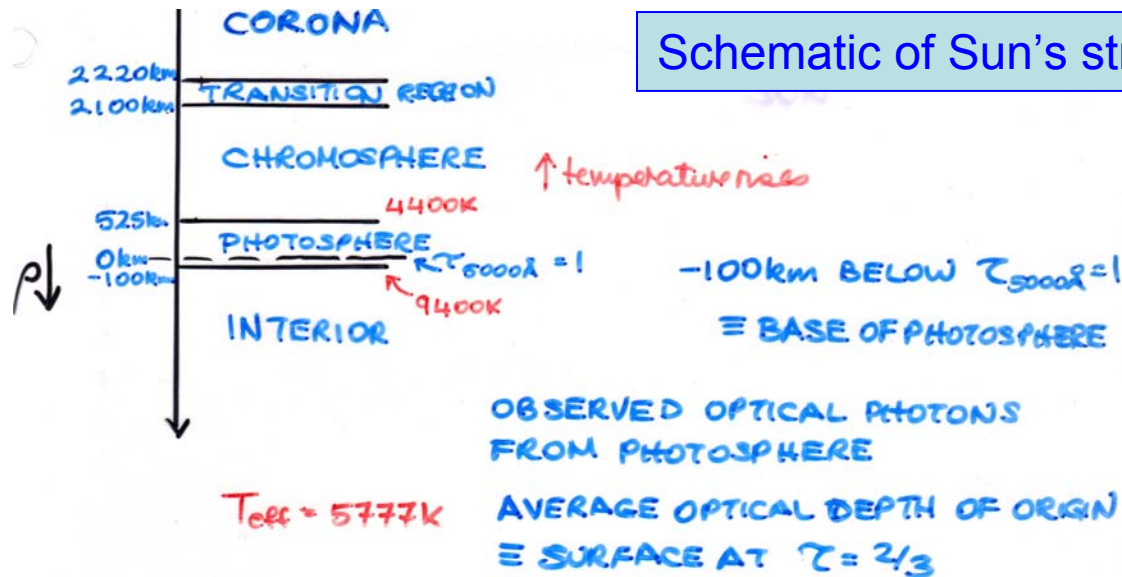 Schematic of Sun's st
CORONA
2220km
TRANSITION REGION
2100km
CHROMOSPHERE
↑ temperature rises
4400K
525km
PHOTOSPHERE
0km
τ5000Å = 1
-100km
9400K
-100km BELOW τ5000Å = 1
≡ BASE OF PHOTOSPHERE
ρ↓
INTERIOR
OBSERVED OPTICAL PHOTONS
FROM PHOTOSPHERE
Teff = 5777K
AVERAGE OPTICAL DEPTH OF ORIGIN
≡ SURFACE AT τ = 2/3